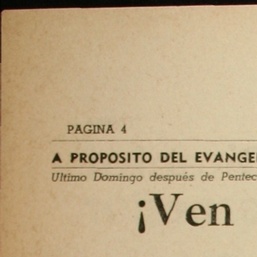 PAGINA 4
A PROPOSITO DEL EVANGE
Ultimo Domingo después de Pentec
¡Ven